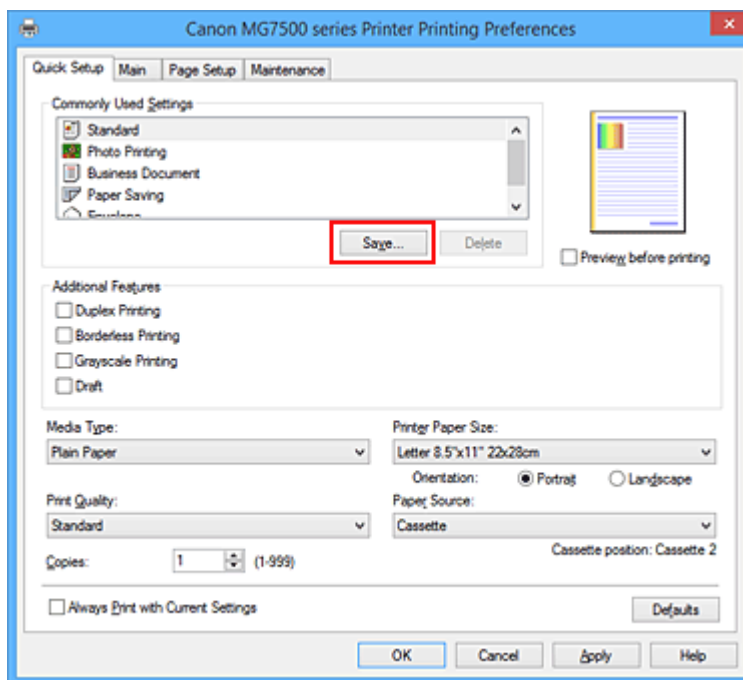 Canon MG7500 series Printer Printing Preferences
Quick Setup Main Page Setup Maintenance
Commonly Used Settings
Standard
Photo Printing
Business Document
Paper Saving
Envelope
Save... Delete
Preview before printing
Additional Features
Duplex Printing
Borderless Printing
Grayscale Printing
Draft
Media Type:
Plain Paper
Printer Paper Size:
Letter 8.5"x11" 22x28cm
Orientation: Portrait Landscape
Print Quality:
Standard
Paper Source:
Cassette
Cassette position: Cassette 2
Copies: 1 (1-999)
Always Print with Current Settings
Defaults
OK Cancel Apply Help